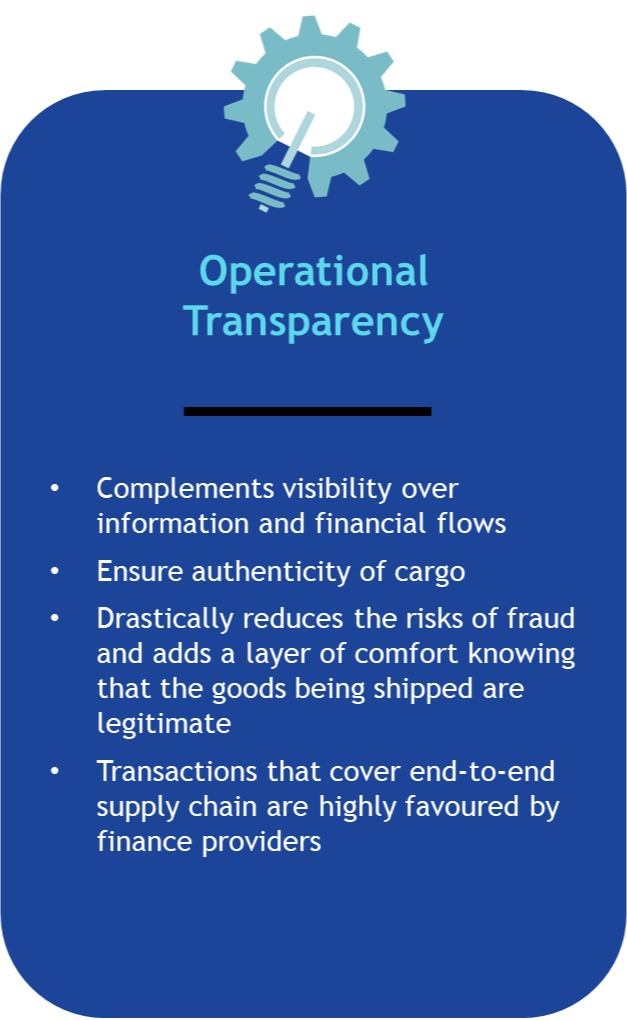 Operational
Transparency
• Complements visibility over
information and financial flows
• Ensure authenticity of cargo
• Drastically reduces the risks of fraud
and adds a layer of comfort knowing
that the goods being shipped are
legitimate
• Transactions that cover end-to-end
supply chain are highly favoured by
finance providers